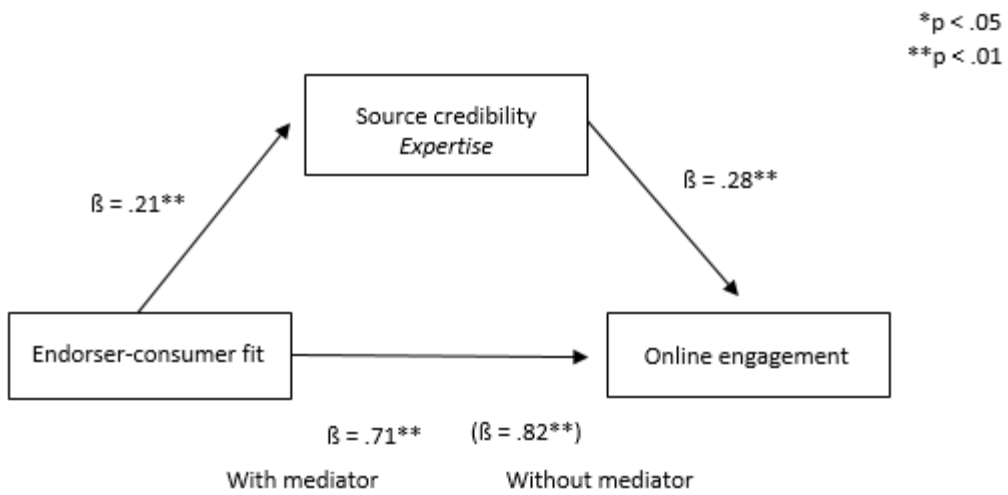 *p < .05
**p < .01
Source credibility
Expertise
ß = .21**
ß = .28**
Endorser-consumer fit
Online engagement
ß = .71** (ß = .82**)
With mediator Without mediator